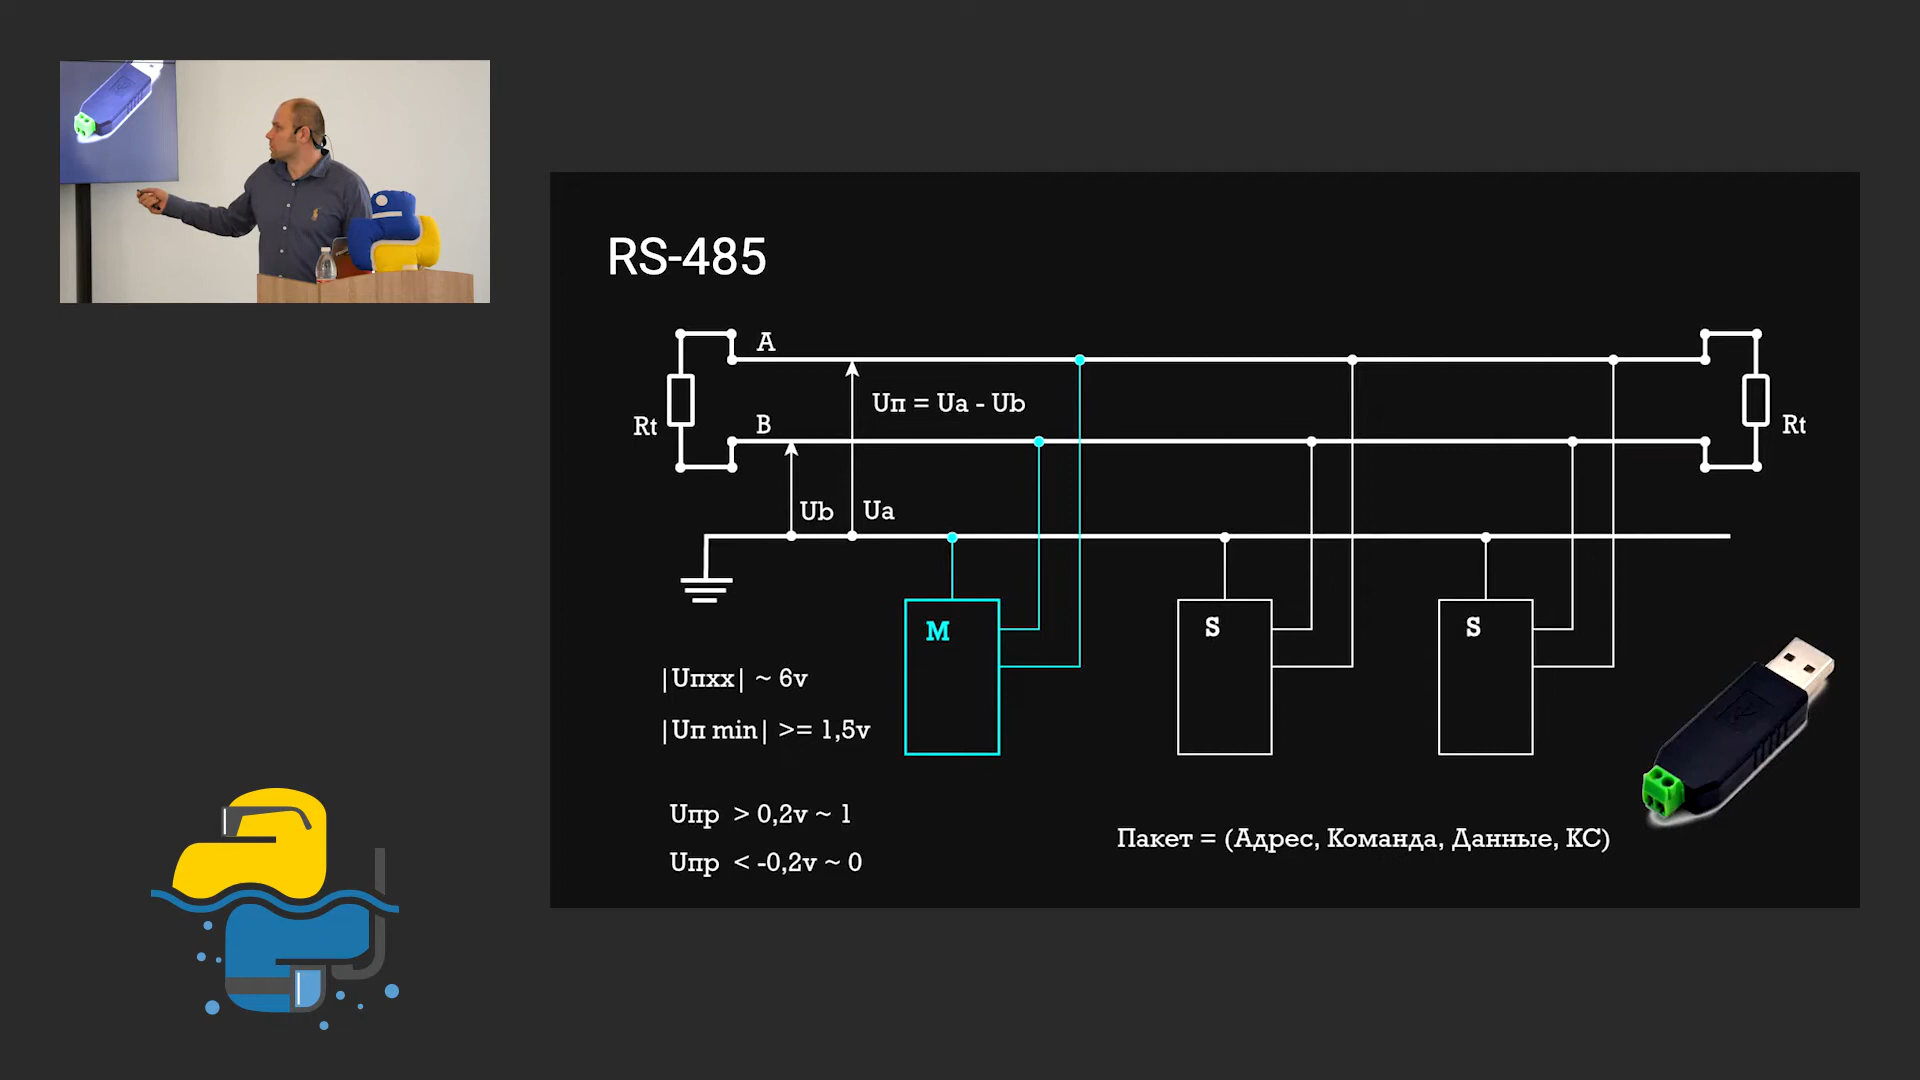 RS-485
A
Uп = Ua - Ub
B
Rt
Rt
Ub
Ua
M
S
S
|Uпхх| ~ 6v
|Uп min| >= 1,5v
Uпр > 0,2v ~ 1
Uпр < -0,2v ~ 0
Пакет = (Адрес, Команда, Данные, КС)